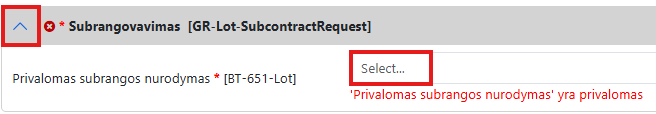 * Subrangovavimas [GR-Lot-SubcontractRequest]
Privalomas subrangos nurodymas * [BT-651-Lot]
Select...
'Privalomas subrangos nurodymas' yra privalomas